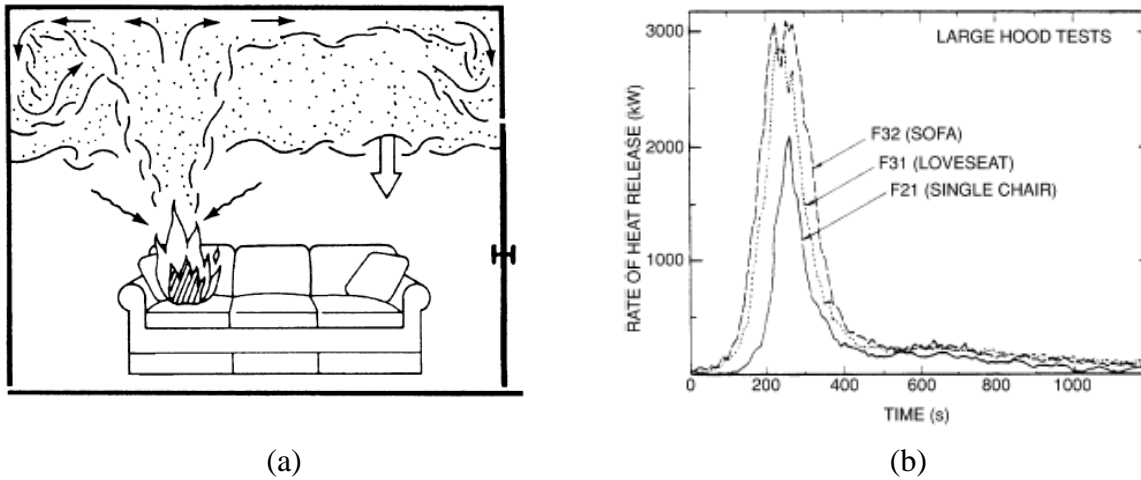 LARGE HOOD TESTS
3000
2000
1000
0
RATE OF HEAT RELEASE (kW)
F32 (SOFA)
F31 (LOVESEAT)
F21 (SINGLE CHAIR)
0 200 400 600 800 1000
TIME (s)
(a) (b)